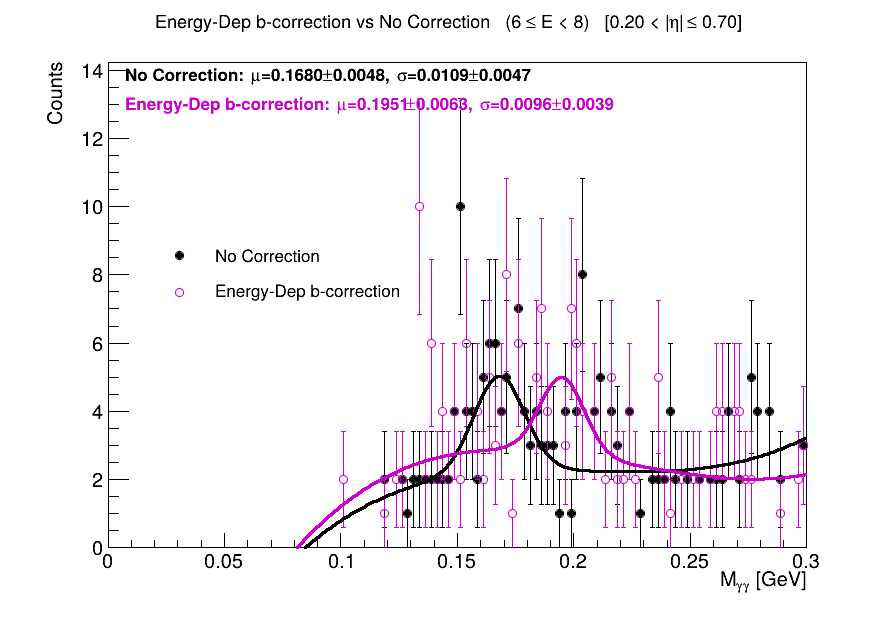 Energy-Dep b-correction vs No Correction (6 ≤ E < 8) [0.20 < |η| ≤ 0.70]
Counts
14
12
10
8
6
4
2
0
No Correction: μ=0.1680±0.0048, σ=0.0109±0.0047
Energy-Dep b-correction: μ=0.1951±0.0063, σ=0.0096±0.0039
No Correction
Energy-Dep b-correction
0 0.05 0.1 0.15 0.2 0.25 0.3
Mγγ [GeV]